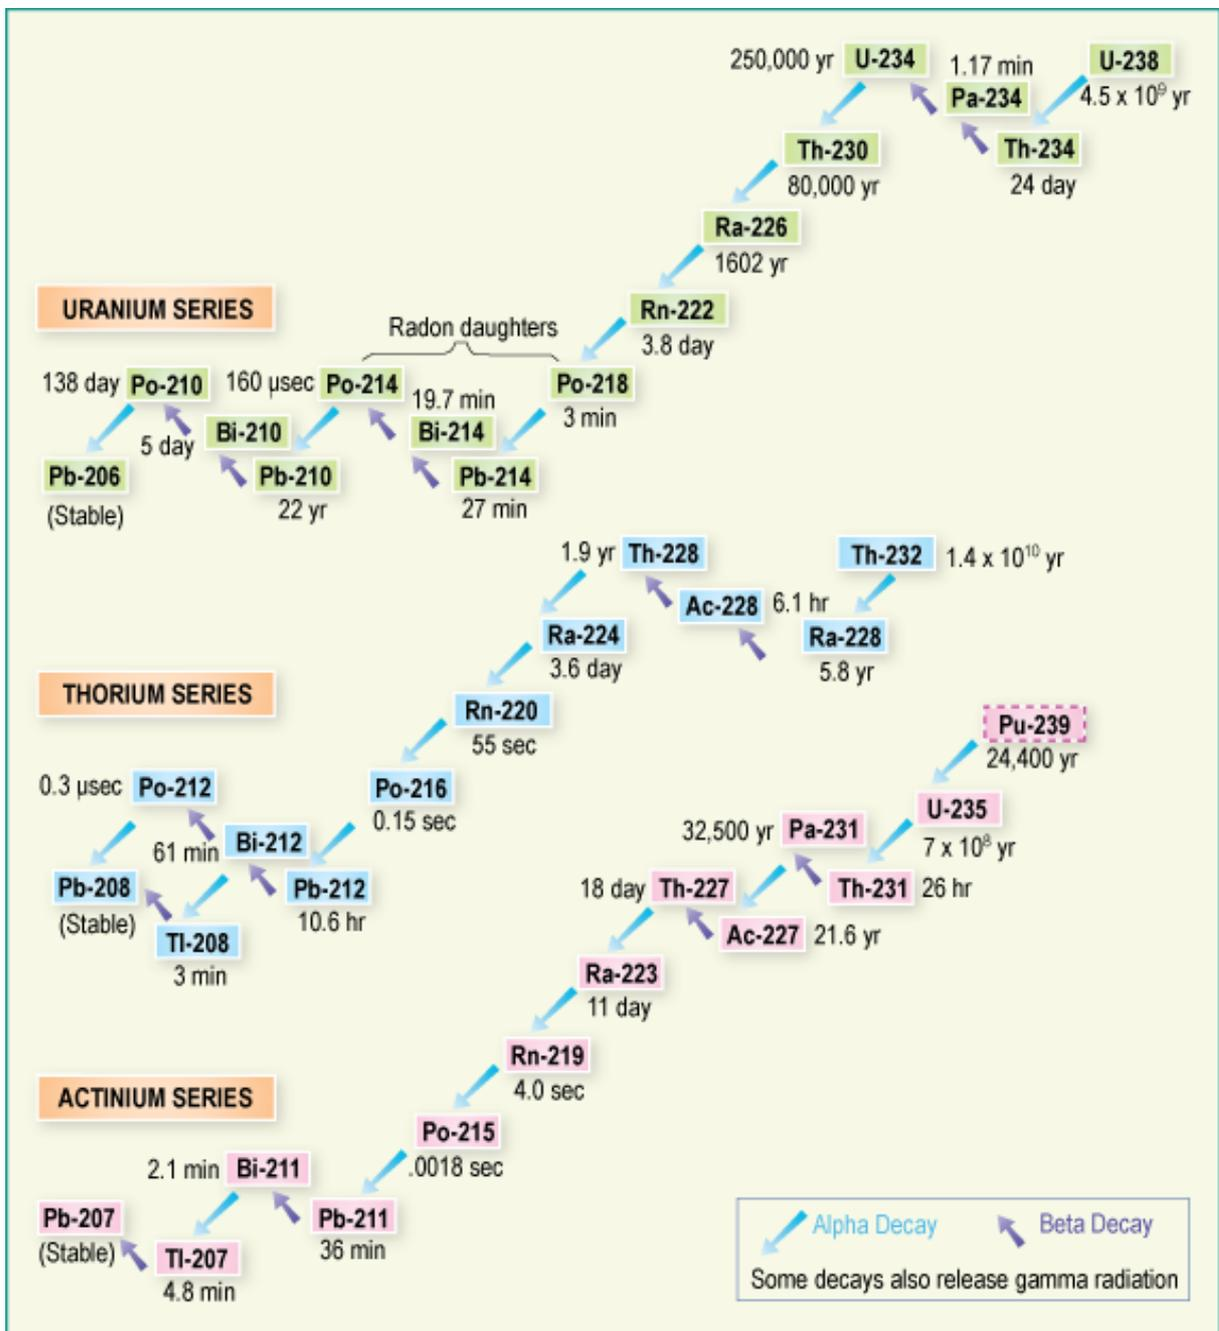 250,000 yr
U-234
1.17 min
U-238
Pa-234
4.5 x 10⁹ yr
Th-230
Th-234
80,000 yr
24 day
Ra-226
1602 yr
URANIUM SERIES
Rn-222
Radon daughters
3.8 day
138 day
Po-210
160 µsec
Po-214
Po-218
19.7 min
3 min
Bi-210
Bi-214
5 day
Pb-206
Pb-210
Pb-214
(Stable)
22 yr
27 min
1.9 yr
Th-228
Th-232
1.4 x 10¹⁰ yr
Ac-228
6.1 hr
Ra-224
Ra-228
3.6 day
5.8 yr
THORIUM SERIES
Rn-220
55 sec
Pu-239
24,400 yr
0.3 µsec
Po-212
Po-216
U-235
0.15 sec
32,500 yr
Pa-231
7 x 10⁸ yr
61 min
Bi-212
Pb-208
Pb-212
18 day
Th-227
Th-231
26 hr
(Stable)
10.6 hr
Tl-208
Ac-227
21.6 yr
3 min
Ra-223
11 day
Rn-219
4.0 sec
ACTINIUM SERIES
Po-215
.0018 sec
2.1 min
Bi-211
Pb-207
Pb-211
(Stable)
36 min
Tl-207
4.8 min
Alpha Decay
Beta Decay
Some decays also release gamma radiation